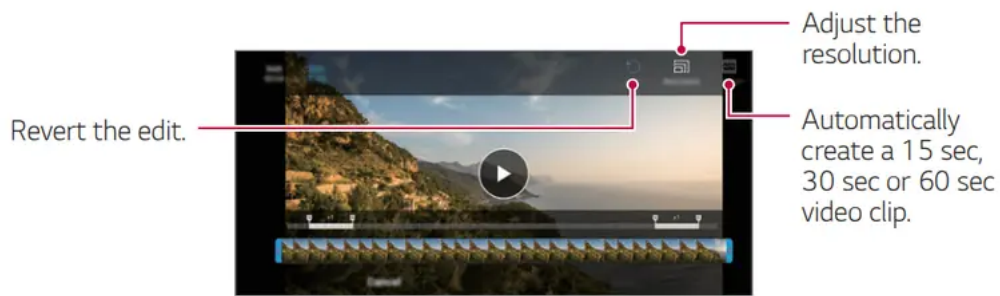 Adjust the
resolution.
Revert the edit.
Automatically
create a 15 sec,
30 sec or 60 sec
video clip.